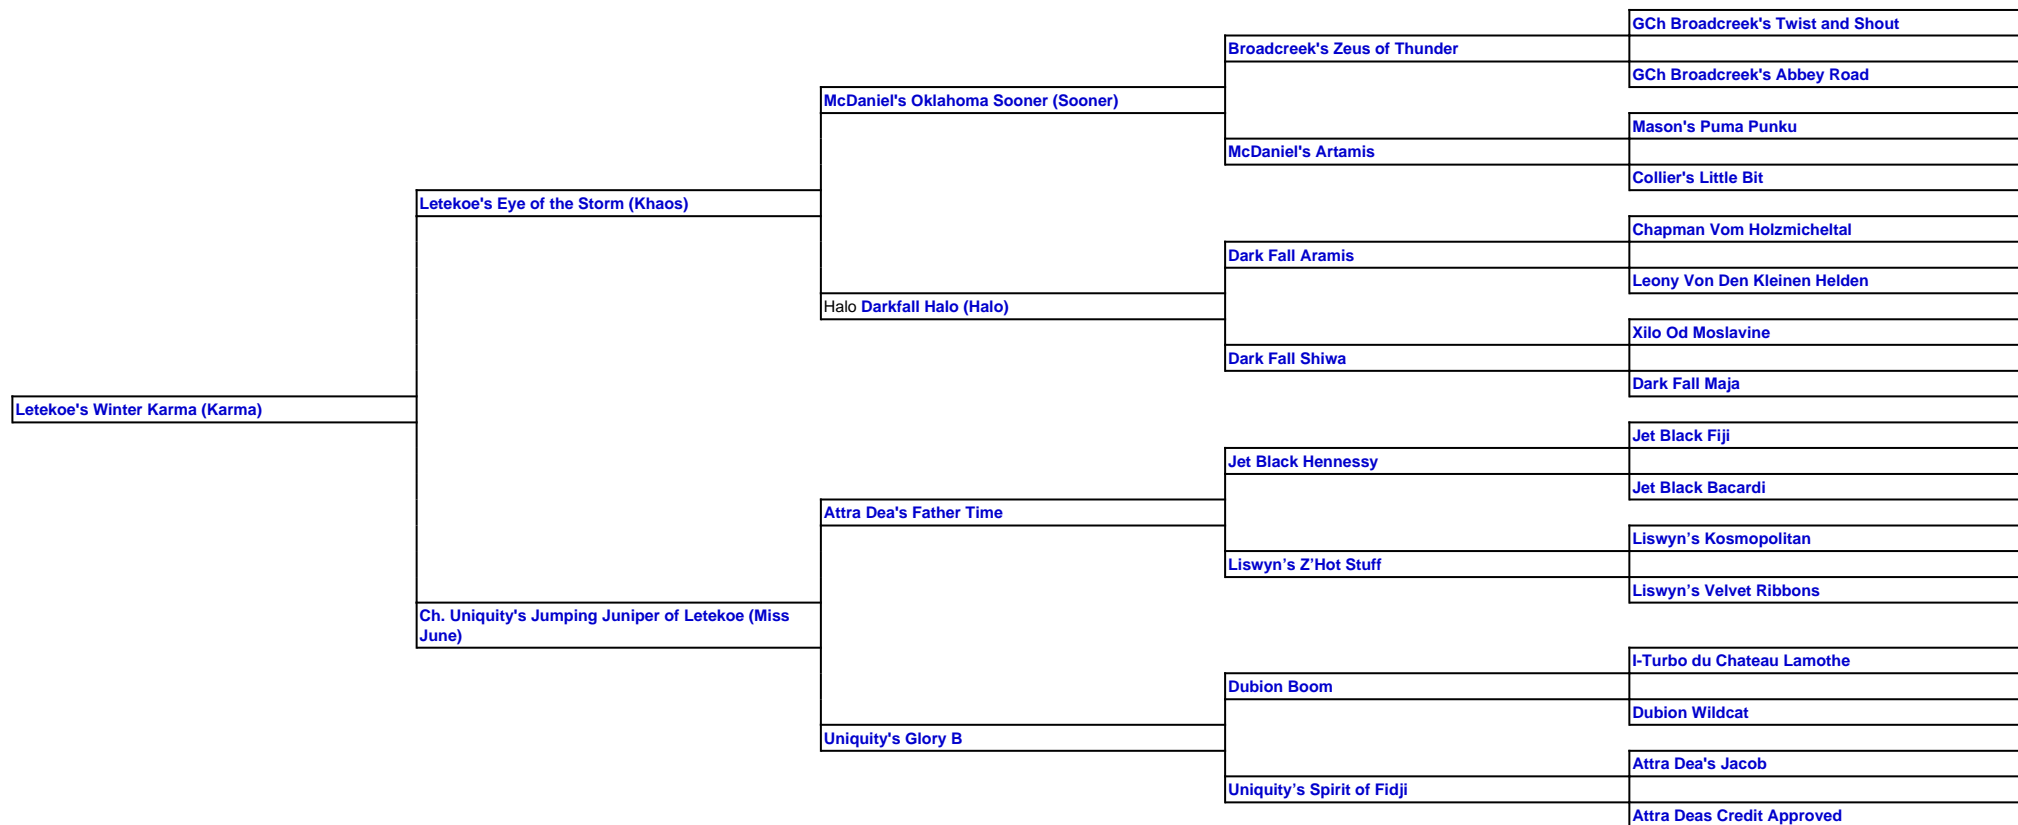 GCh Broadcreek's Twist and Shout
Broadcreek's Zeus of Thunder
GCh Broadcreek's Abbey Road
McDaniel's Oklahoma Sooner (Sooner)
Mason's Puma Punku
McDaniel's Artamis
Collier's Little Bit
Letekoe's Eye of the Storm (Khaos)
Chapman Vom Holzmicheltal
Dark Fall Aramis
Leony Von Den Kleinen Helden
Halo Darkfall Halo (Halo)
Xilo Od Moslavine
Dark Fall Shiwa
Dark Fall Maja
Letekoe's Winter Karma (Karma)
Jet Black Fiji
Jet Black Hennessy
Jet Black Bacardi
Attra Dea's Father Time
Liswyn’s Kosmopolitan
Liswyn’s Z’Hot Stuff
Liswyn’s Velvet Ribbons
Ch. Uniquity's Jumping Juniper of Letekoe (Miss
June)
I-Turbo du Chateau Lamothe
Dubion Boom
Dubion Wildcat
Uniquity's Glory B
Attra Dea's Jacob
Uniquity’s Spirit of Fidji
Attra Deas Credit Approved